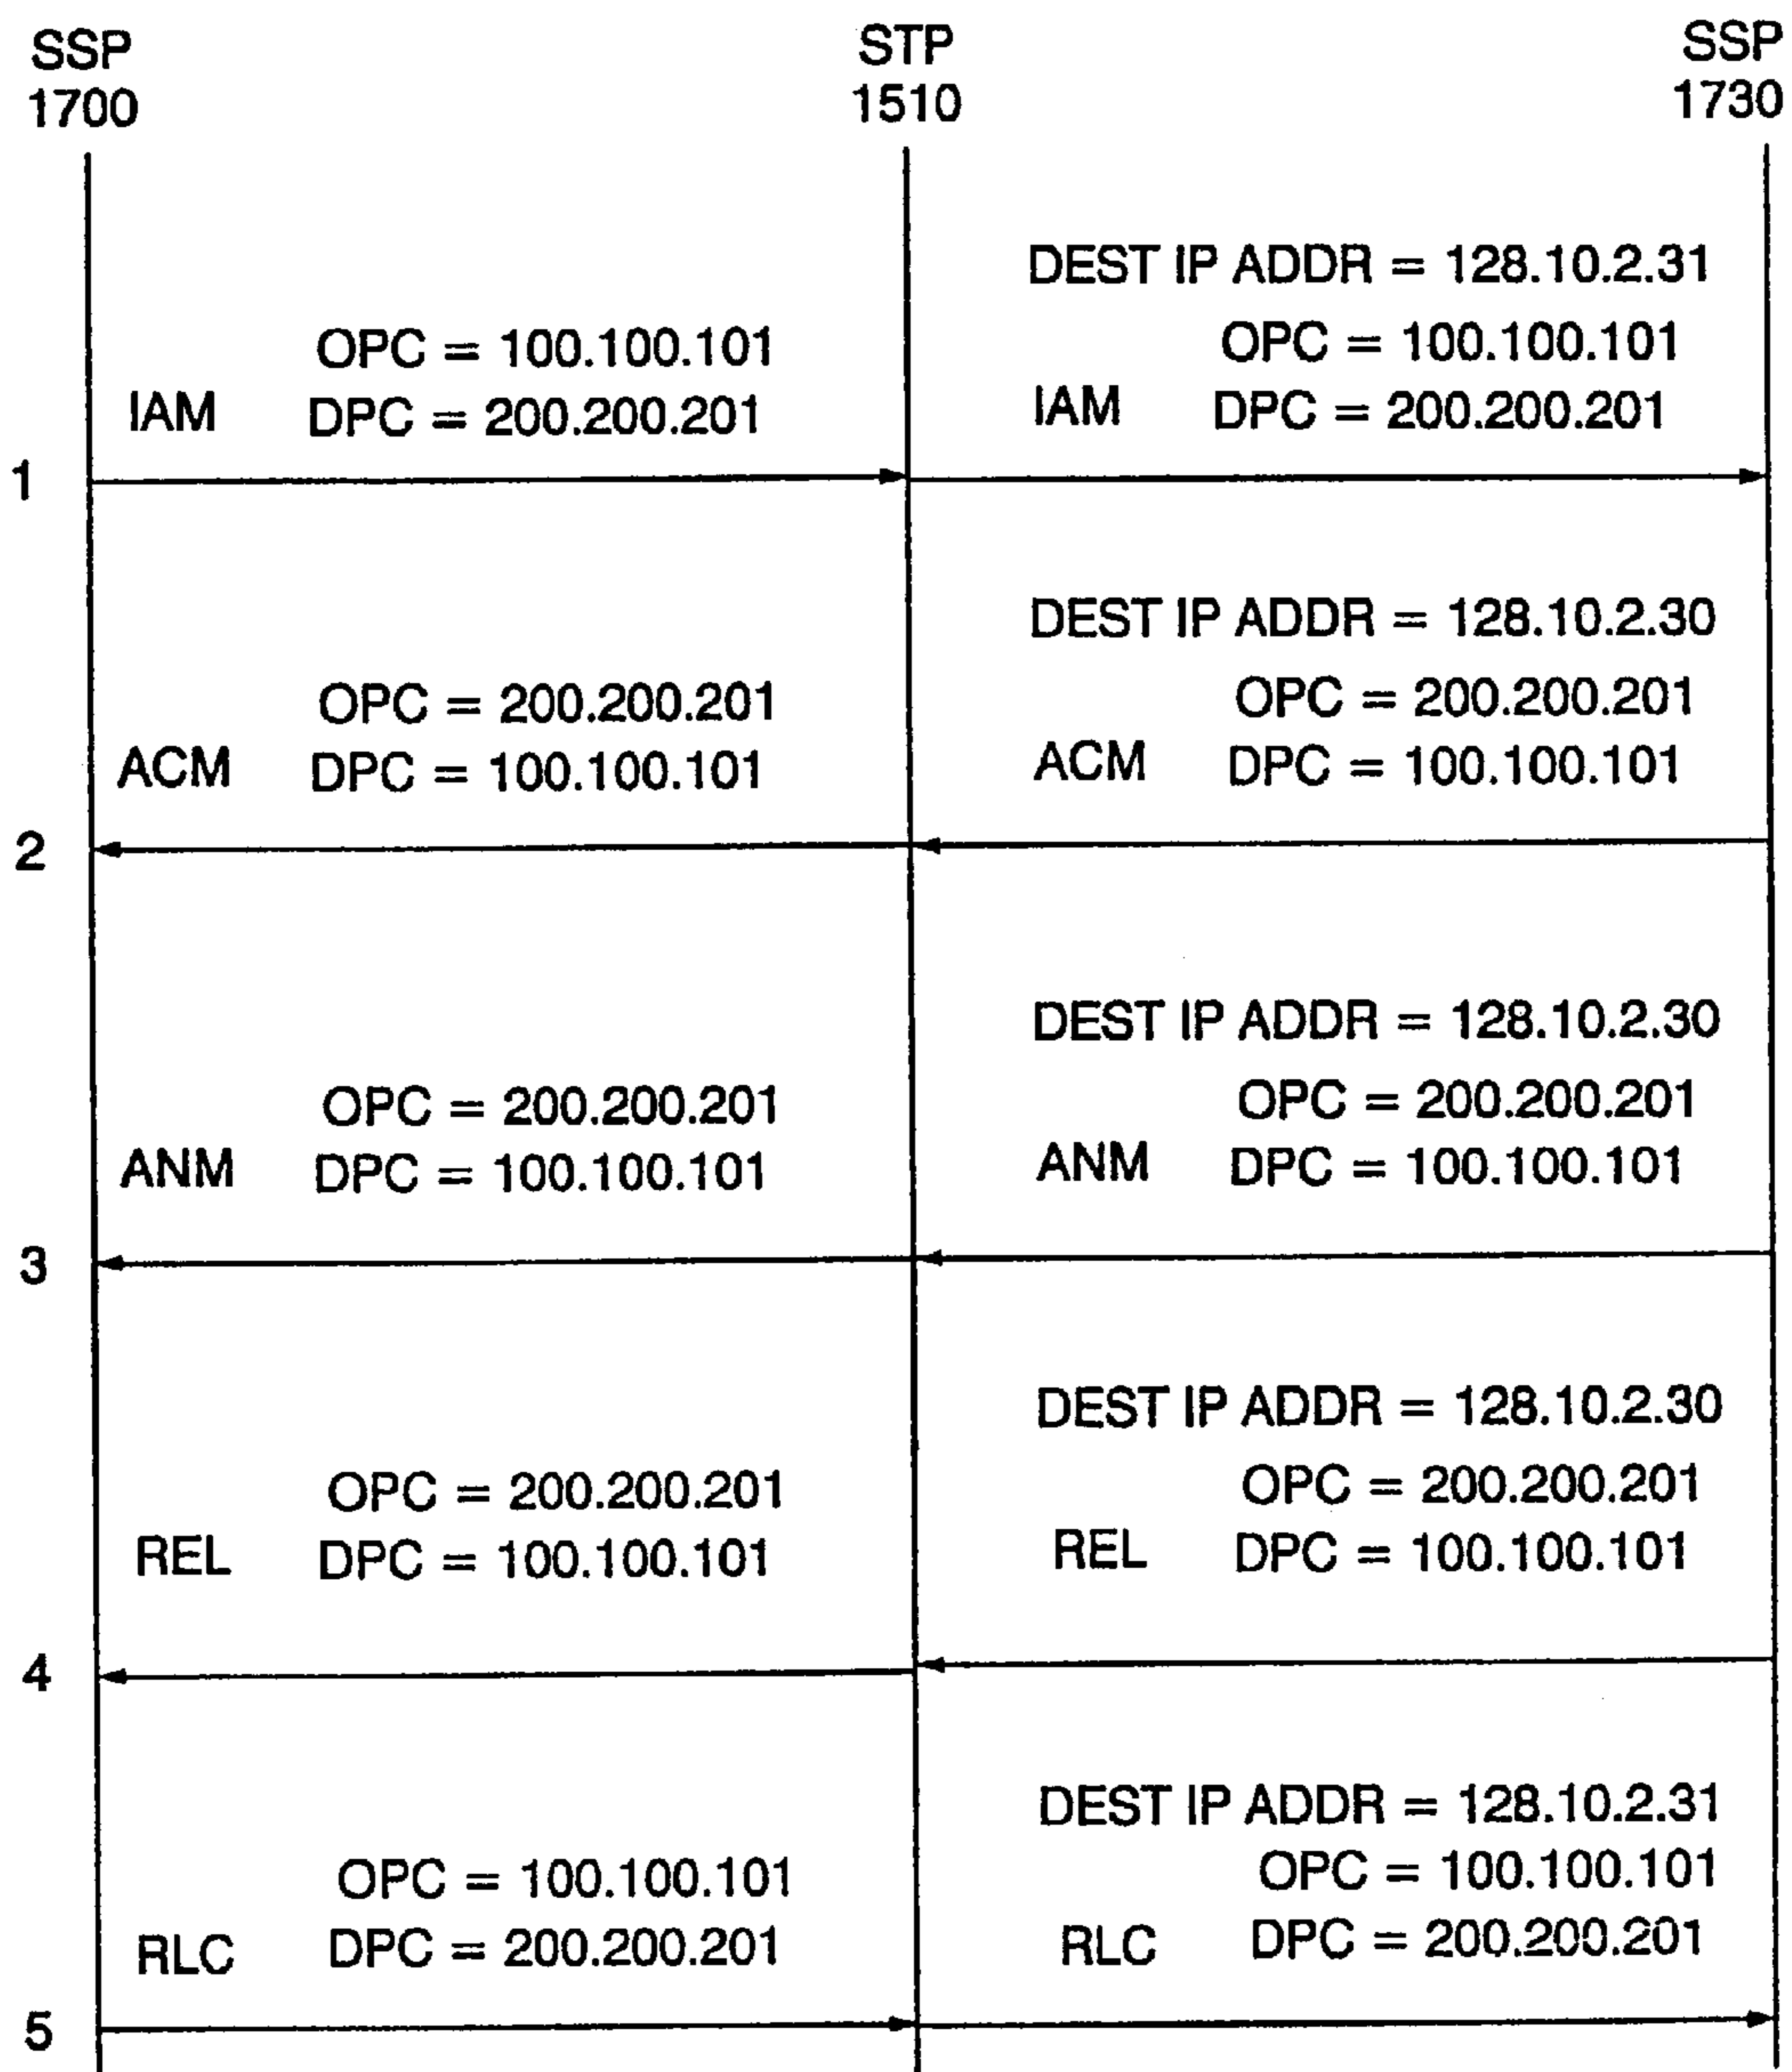 SSP
1700
STP
1510
SSP
1730
DEST IP ADDR = 128.10.2.31
OPC = 100.100.101
OPC = 100.100.101
IAM
DPC = 200.200.201
IAM
DPC = 200.200.201
1
DEST IP ADDR = 128.10.2.30
OPC = 200.200.201
OPC = 200.200.201
ACM
DPC = 100.100.101
ACM
DPC = 100.100.101
2
DEST IP ADDR = 128.10.2.30
OPC = 200.200.201
OPC = 200.200.201
ANM
DPC = 100.100.101
ANM
DPC = 100.100.101
3
DEST IP ADDR = 128.10.2.30
OPC = 200.200.201
OPC = 200.200.201
REL
DPC = 100.100.101
REL
DPC = 100.100.101
4
DEST IP ADDR = 128.10.2.31
OPC = 100.100.101
OPC = 100.100.101
RLC
DPC = 200.200.201
RLC
DPC = 200.200.201
5